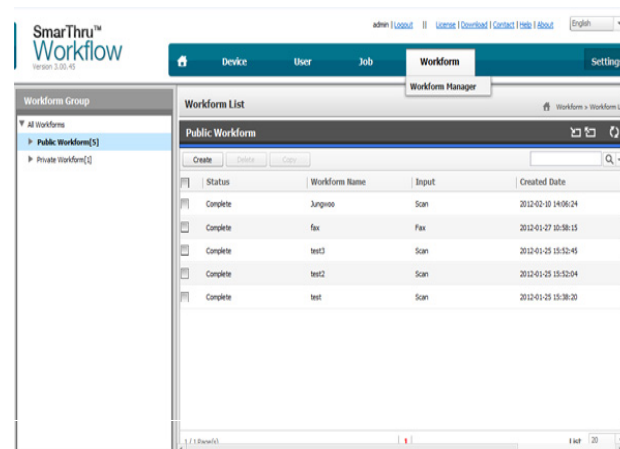 SmarThru™
Workflow
Version 3.00.45
admin | Logout || License | Download | Contact | Help | About English
Device User Job Workform Setting
Workform Manager
Workform Group
Workform List
Workform > Workform L
All Workforms
Public Workform[5]
Private Workform[1]
Public Workform
Create Delete Copy
Status Workform Name Input Created Date
Complete Jungwoo Scan 2012-02-10 14:06:24
Complete fax Fax 2012-01-27 10:58:15
Complete test3 Scan 2012-01-25 15:52:45
Complete test2 Scan 2012-01-25 15:52:04
Complete test Scan 2012-01-25 15:38:20
1 / 1 Page(s) 1 List 20